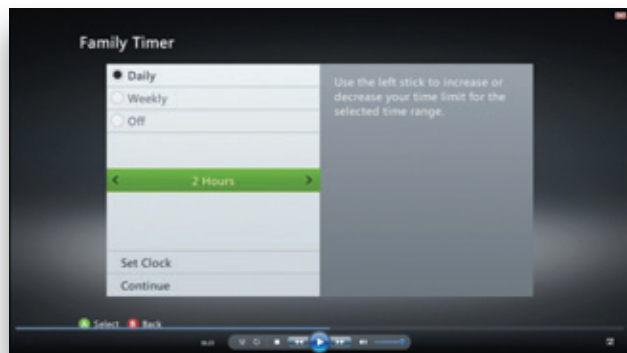 Family Timer
Daily
Weekly
Off
Use the left stick to increase or
decrease your time limit for the
selected time range.
2 Hours
Set Clock
Continue
A Select B Back